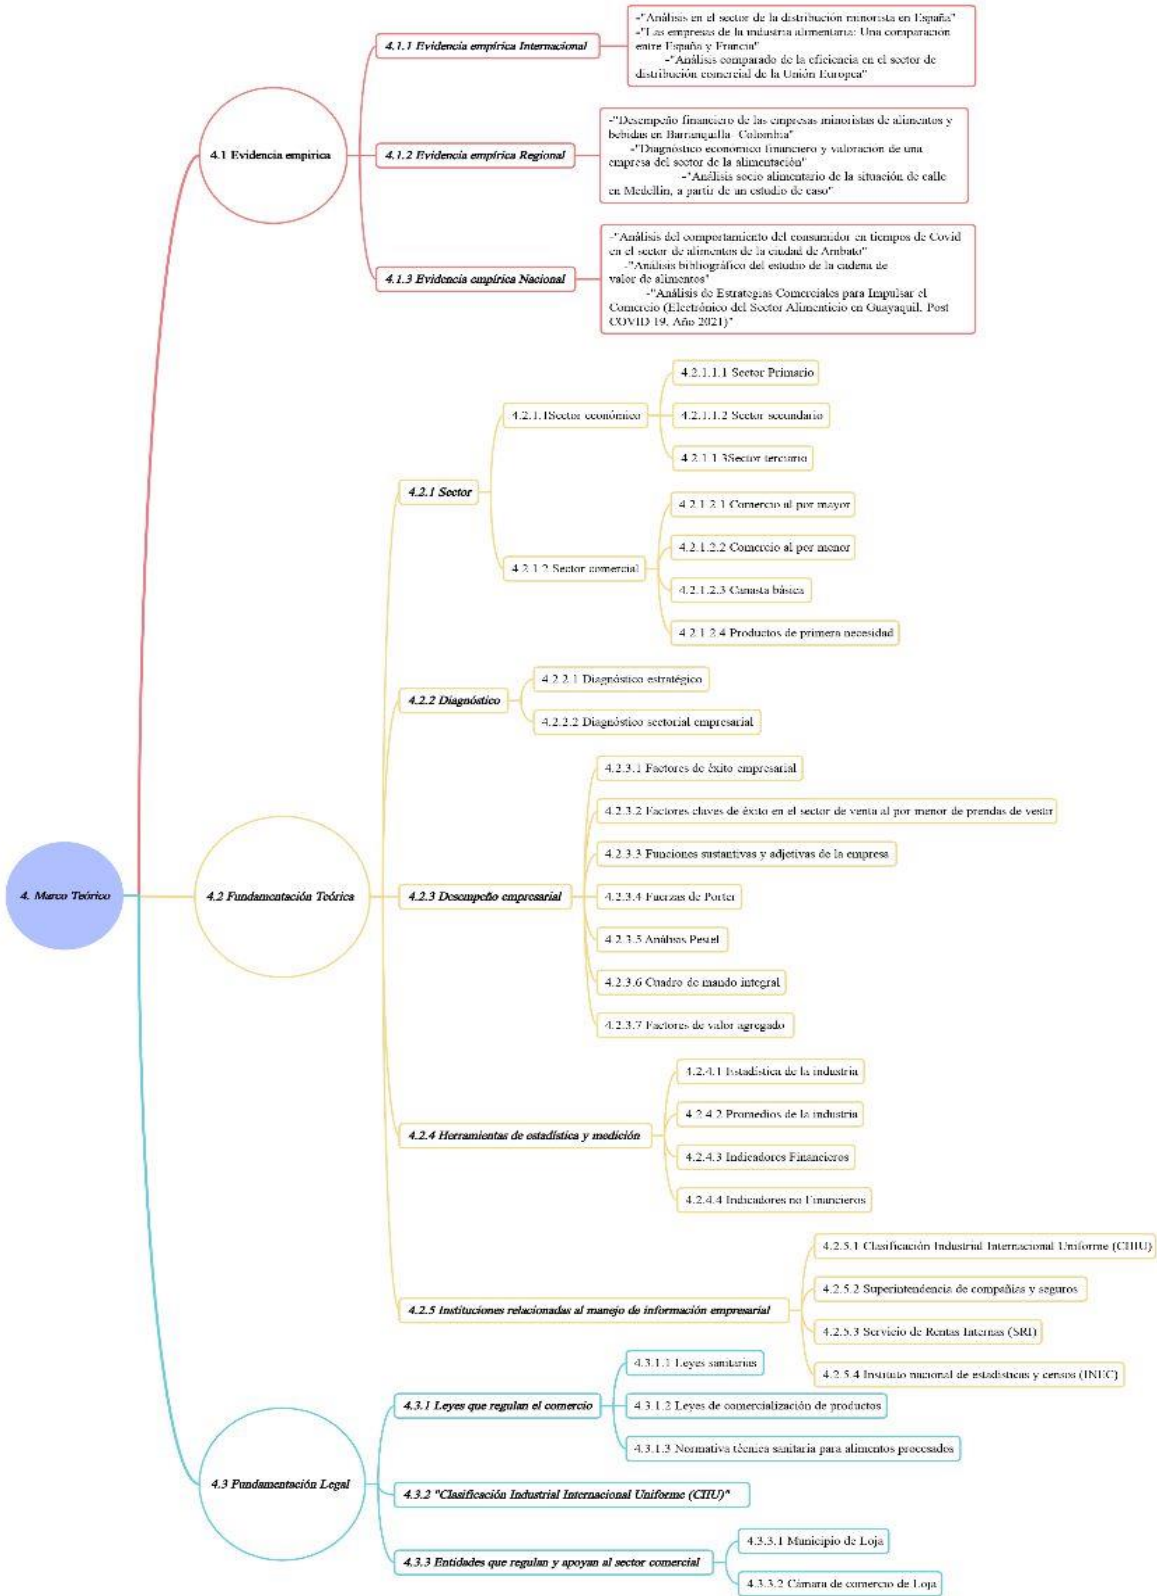 4. Marco Teórico
4.1 Evidencia empírica
4.1.1 Evidencia empírica Internacional
-"Análisis en el sector de la distribución minorista en España"
-"Las empresas de la industria alimentaria: Una comparación
entre España y Francia"
-"Análisis comparado de la eficiencia en el sector de
distribución comercial de la Unión Europea"
4.1.2 Evidencia empírica Regional
-"Desempeño financiero de las empresas minoristas de alimentos y
bebidas en Barranquilla- Colombia"
-"Diagnóstico económico financiero y valoración de una
empresa del sector de la alimentación"
-"Análisis socio alimentario de la situación de calle
en Medellín, a partir de un estudio de caso"
4.1.3 Evidencia empírica Nacional
-"Análisis del comportamiento del consumidor en tiempos de Covid
en el sector de alimentos de la ciudad de Ambato"
-"Análisis bibliográfico del estudio de la cadena de
valor de alimentos"
-"Análisis de Estrategias Comerciales para Impulsar el
Comercio (Electrónico del Sector Alimenticio en Guayaquil, Post
COVID 19, Año 2021)"
4.2 Fundamentación Teórica
4.2.1 Sector
4.2.1.1Sector económico
4.2.1.1.1 Sector Primario
4.2.1.1.2 Sector secundario
4.2.1.1.3Sector terciario
4.2.1.2 Sector comercial
4.2.1.2.1 Comercio al por mayor
4.2.1.2.2 Comercio al por menor
4.2.1.2.3 Canasta básica
4.2.1.2.4 Productos de primera necesidad
4.2.2 Diagnóstico
4.2.2.1 Diagnóstico estratégico
4.2.2.2 Diagnóstico sectorial empresarial
4.2.3 Desempeño empresarial
4.2.3.1 Factores de éxito empresarial
4.2.3.2 Factores claves de éxito en el sector de venta al por menor de prendas de vestir
4.2.3.3 Funciones sustantivas y adjetivas de la empresa
4.2.3.4 Fuerzas de Porter
4.2.3.5 Análisis Pestel
4.2.3.6 Cuadro de mando integral
4.2.3.7 Factores de valor agregado
4.2.4 Herramientas de estadística y medición
4.2.4.1 Estadística de la industria
4.2.4.2 Promedios de la industria
4.2.4.3 Indicadores Financieros
4.2.4.4 Indicadores no Financieros
4.2.5 Instituciones relacionadas al manejo de información empresarial
4.2.5.1 Clasificación Industrial Internacional Uniforme (CIIIU)
4.2.5.2 Superintendencia de compañías y seguros
4.2.5.3 Servicio de Rentas Internas (SRI)
4.2.5.4 Instituto nacional de estadísticas y censos (INEC)
4.3 Fundamentación Legal
4.3.1 Leyes que regulan el comercio
4.3.1.1 Leyes sanitarias
4.3.1.2 Leyes de comercialización de productos
4.3.1.3 Normativa técnica sanitaria para alimentos procesados
4.3.2 "Clasificación Industrial Internacional Uniforme (CIIU)"
4.3.3 Entidades que regulan y apoyan al sector comercial
4.3.3.1 Municipio de Loja
4.3.3.2 Cámara de comercio de Loja